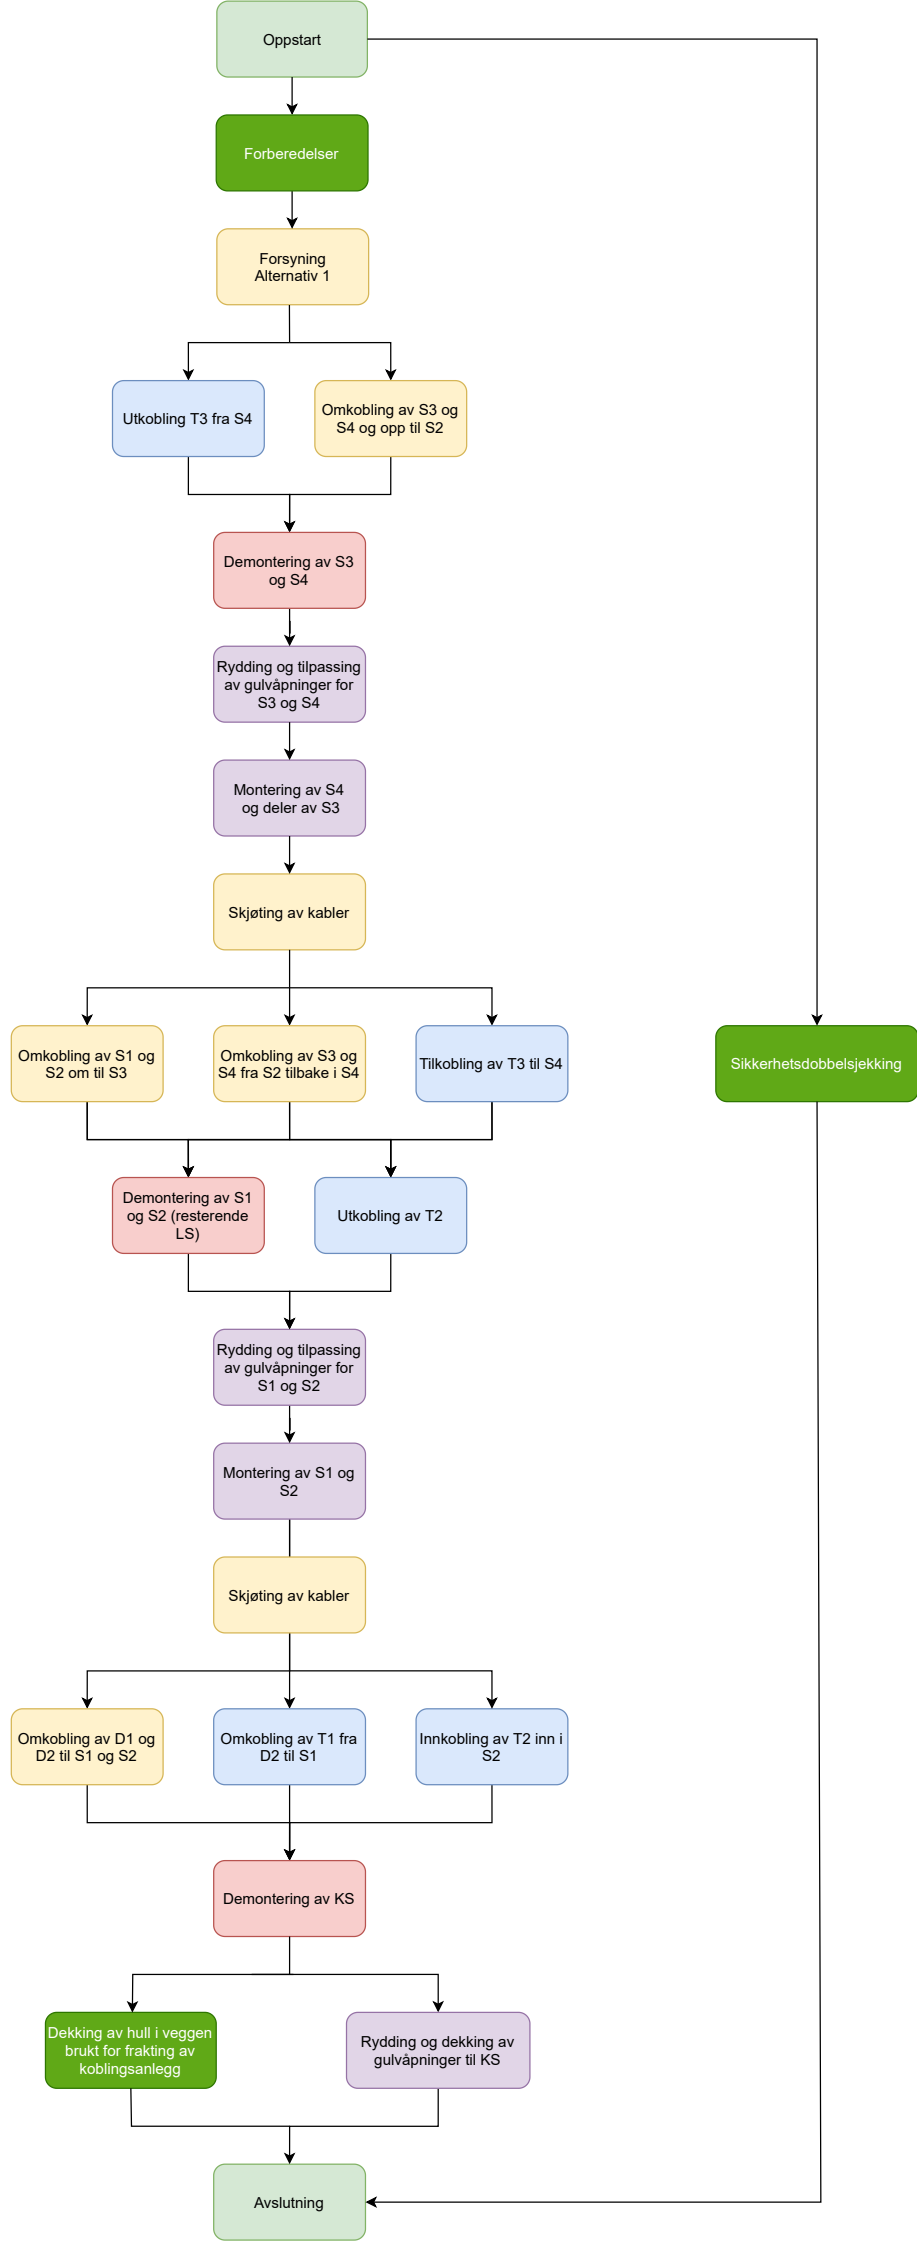 Oppstart
Forberedelser
Forsyning
Alternativ 1
Utkobling T3 fra S4
Omkobling av S3 og
S4 og opp til S2
Demontering av S3
og S4
Rydding og tilpassing
av gulvåpninger for
S3 og S4
Montering av S4
og deler av S3
Skjøting av kabler
Omkobling av S1 og
S2 om til S3
Omkobling av S3 og
S4 fra S2 tilbake i S4
Tilkobling av T3 til S4
Sikkerhetsdobbelsjekking
Demontering av S1
og S2 (resterende
LS)
Utkobling av T2
Rydding og tilpassing
av gulvåpninger for
S1 og S2
Montering av S1 og
S2
Skjøting av kabler
Omkobling av D1 og
D2 til S1 og S2
Omkobling av T1 fra
D2 til S1
Innkobling av T2 inn i
S2
Demontering av KS
Dekking av hull i veggen
brukt for frakting av
koblingsanlegg
Rydding og dekking av
gulvåpninger til KS
Avslutning